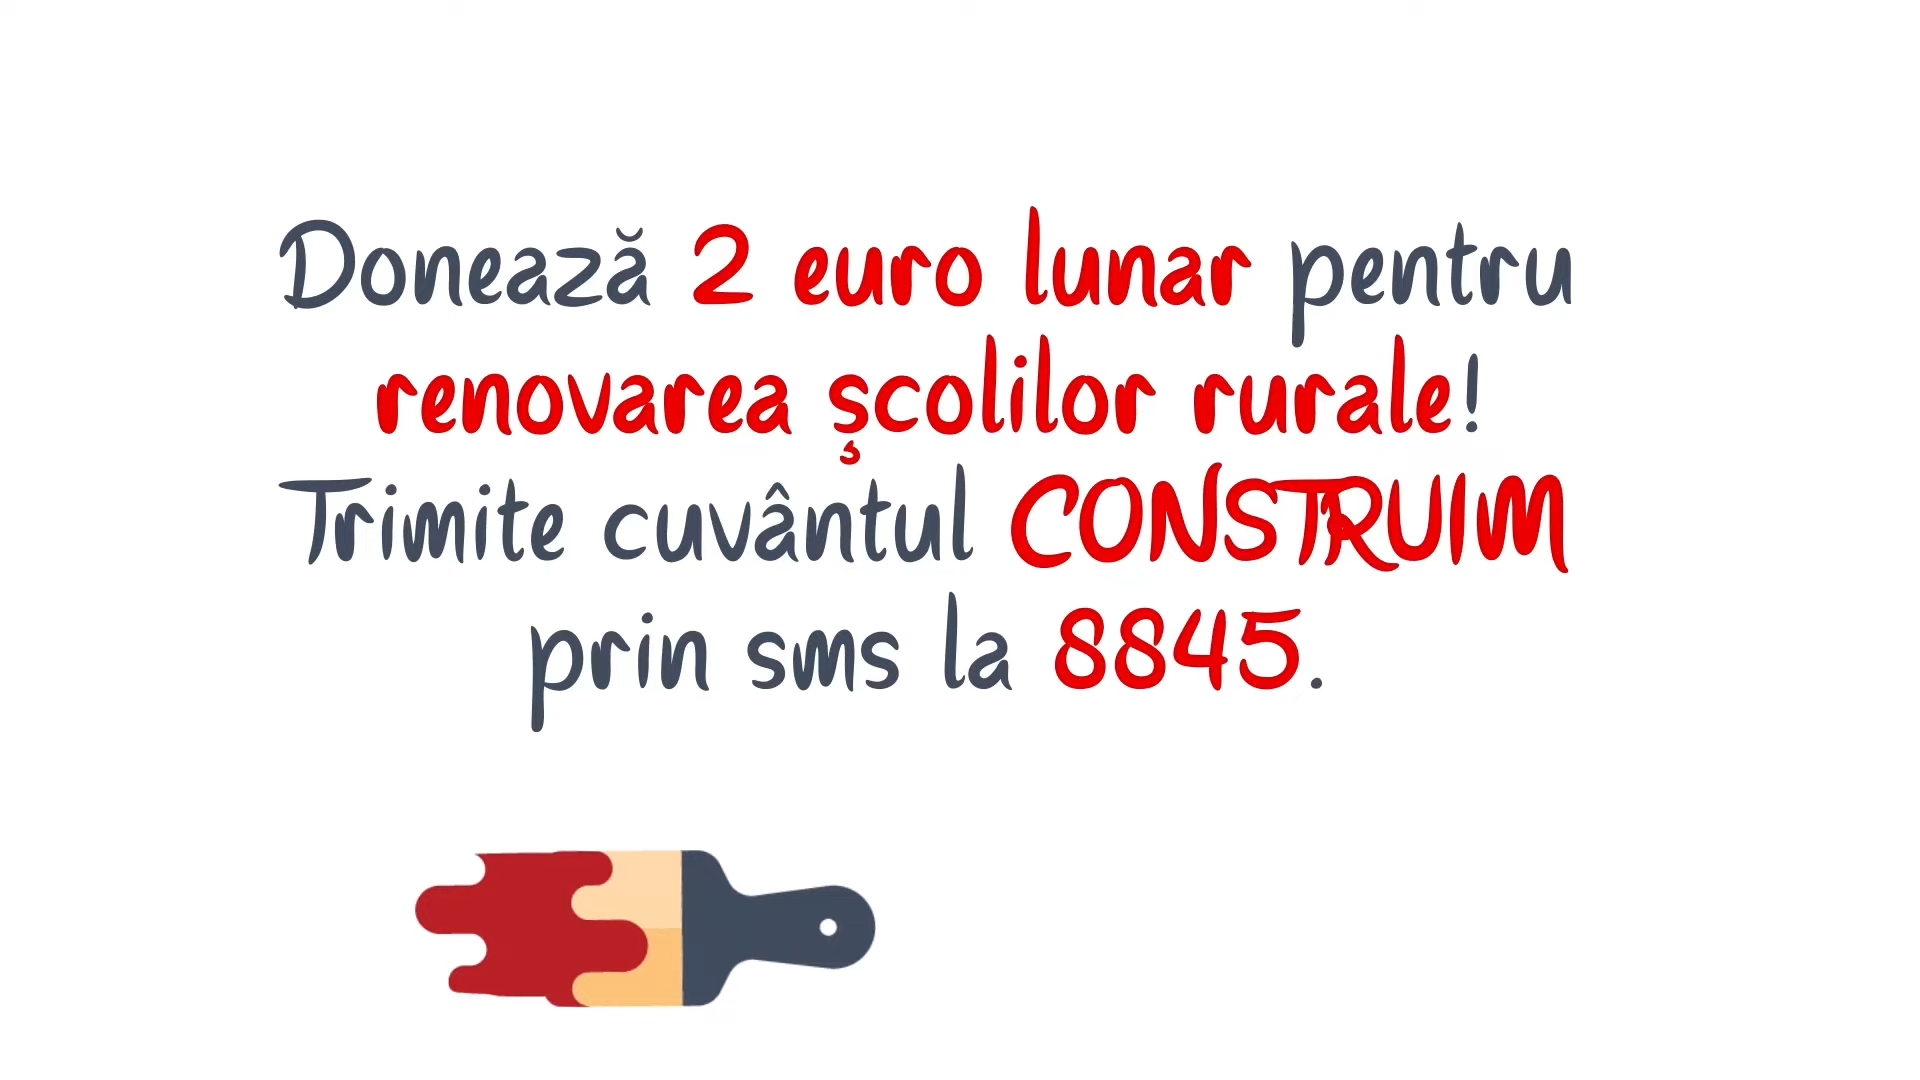 Donează 2 euro lunar pentru
renovarea școlilor rurale!
Trimite cuvântul CONSTRUIM
prin sms la 8845.